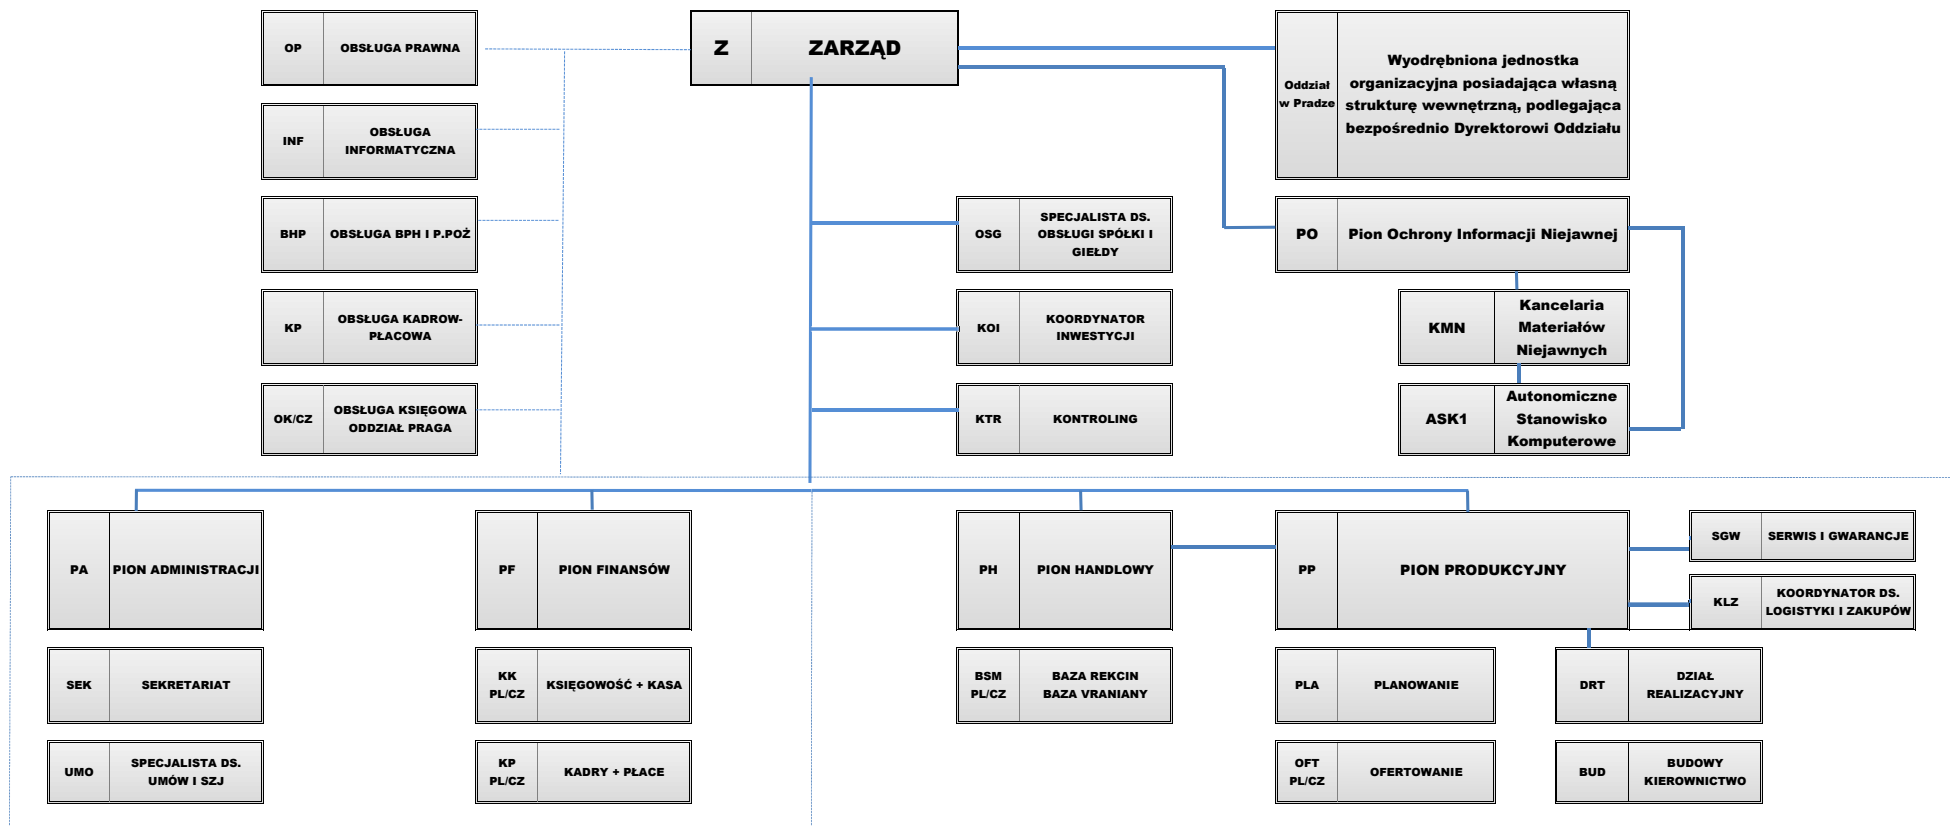 OP
OBSŁUGA PRAWNA
Z
ZARZĄD
Oddział
w Pradze
Wyodrębniona jednostka
organizacyjna posiadająca własną
strukturę wewnętrzną, podlegająca
bezpośrednio Dyrektorowi Oddziału
INF
OBSŁUGA
INFORMATYCZNA
BHP
OBSŁUGA BPH I P.POŻ
OSG
SPECJALISTA DS.
OBSŁUGI SPÓŁKI I
GIEŁDY
PO
Pion Ochrony Informacji Niejawnej
KP
OBSŁUGA KADROW-
PŁACOWA
KOI
KOORDYNATOR
INWESTYCJI
KMN
Kancelaria
Materiałów
Niejawnych
OK/CZ
OBSŁUGA KSIĘGOWA
ODDZIAŁ PRAGA
KTR
KONTROLING
ASK1
Autonomiczne
Stanowisko
Komputerowe
PA
PION ADMINISTRACJI
PF
PION FINANSÓW
PH
PION HANDLOWY
PP
PION PRODUKCYJNY
SGW
SERWIS I GWARANCJE
KLZ
KOORDYNATOR DS.
LOGISTYKI I ZAKUPÓW
SEK
SEKRETARIAT
KK
PL/CZ
KSIĘGOWOŚĆ + KASA
BSM
PL/CZ
BAZA REKCIN
BAZA VRANIANY
PLA
PLANOWANIE
DRT
DZIAŁ
REALIZACYJNY
UMO
SPECJALISTA DS.
UMÓW I SZJ
KP
PL/CZ
KADRY + PŁACE
OFT
PL/CZ
OFERTOWANIE
BUD
BUDOWY
KIEROWNICTWO